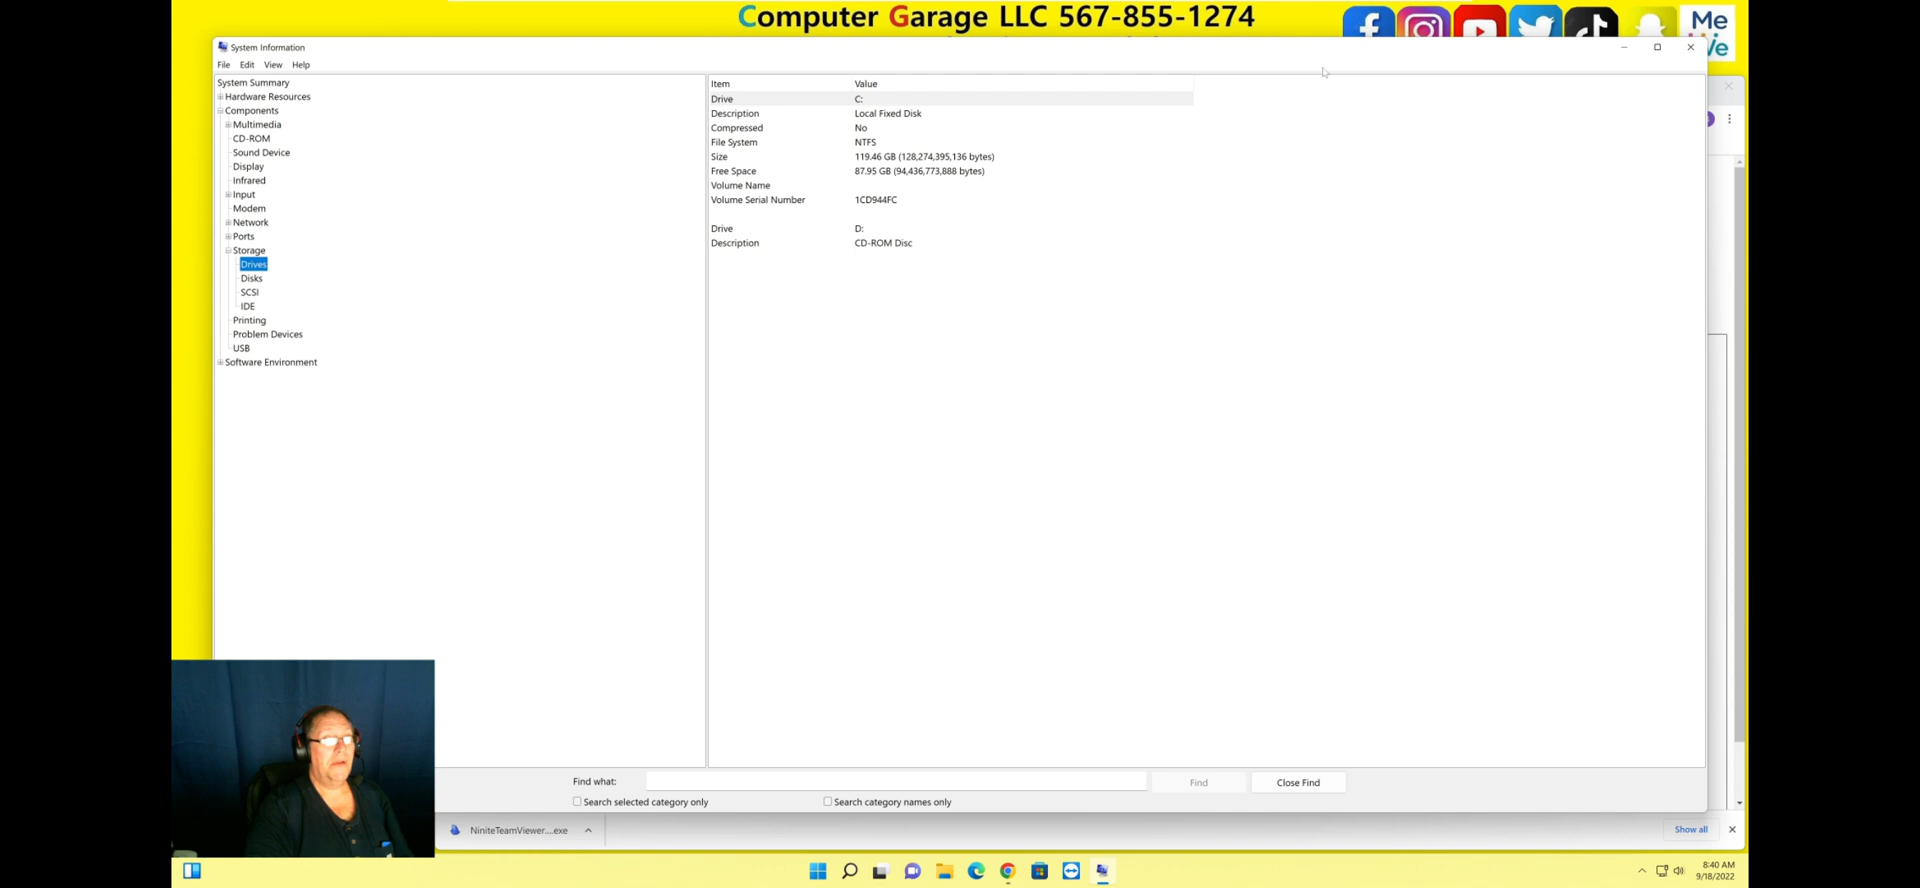 Computer Garage LLC 567-855-1274
Me
We
System Information
File Edit View Help
System Summary
Hardware Resources
Components
Multimedia
CD-ROM
Sound Device
Display
Infrared
Input
Modem
Network
Ports
Storage
Drives
Disks
SCSI
IDE
Printing
Problem Devices
USB
Software Environment
Item Value
Drive C:
Description Local Fixed Disk
Compressed No
File System NTFS
Size 119.46 GB (128,274,395,136 bytes)
Free Space 87.95 GB (94,436,773,888 bytes)
Volume Name
Volume Serial Number 1CD944FC
Drive D:
Description CD-ROM Disc
Find what: Find Close Find
Search selected category only Search category names only
NiniteTeamViewer....exe Show all
8:40 AM
9/18/2022